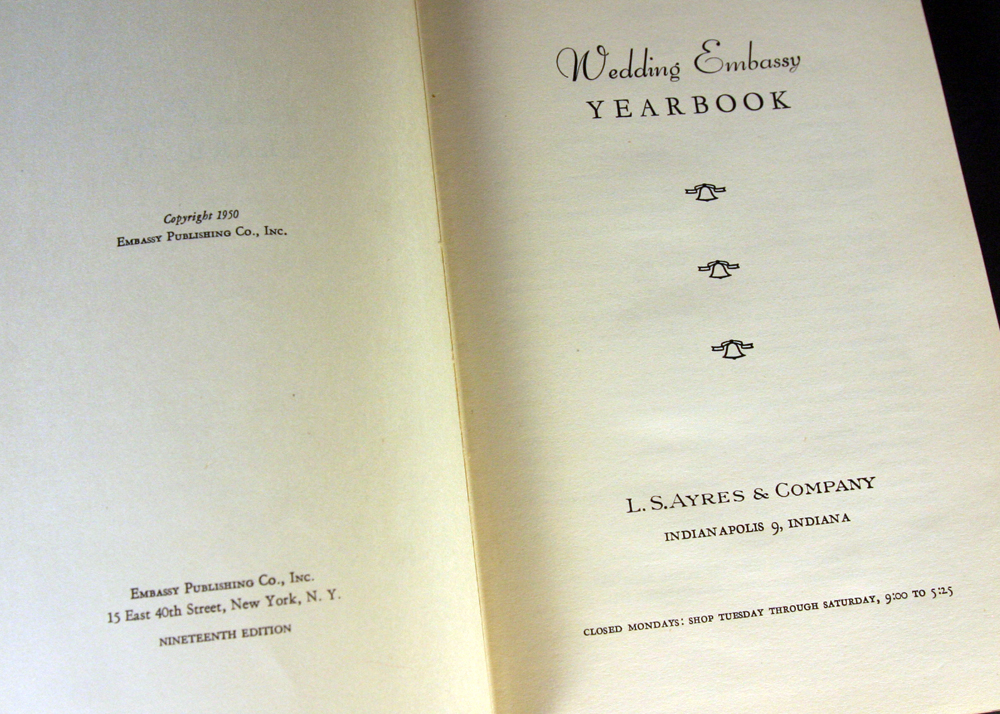 Copyright 1950
Embassy Publishing Co., Inc.
Embassy Publishing Co., Inc.
15 East 40th Street, New York, N. Y.
NINETEENTH EDITION
Wedding Embassy
YEARBOOK
L. S. Ayres & Company
INDIANAPOLIS 9, INDIANA
CLOSED MONDAYS: SHOP TUESDAY THROUGH SATURDAY, 9:00 TO 5:25